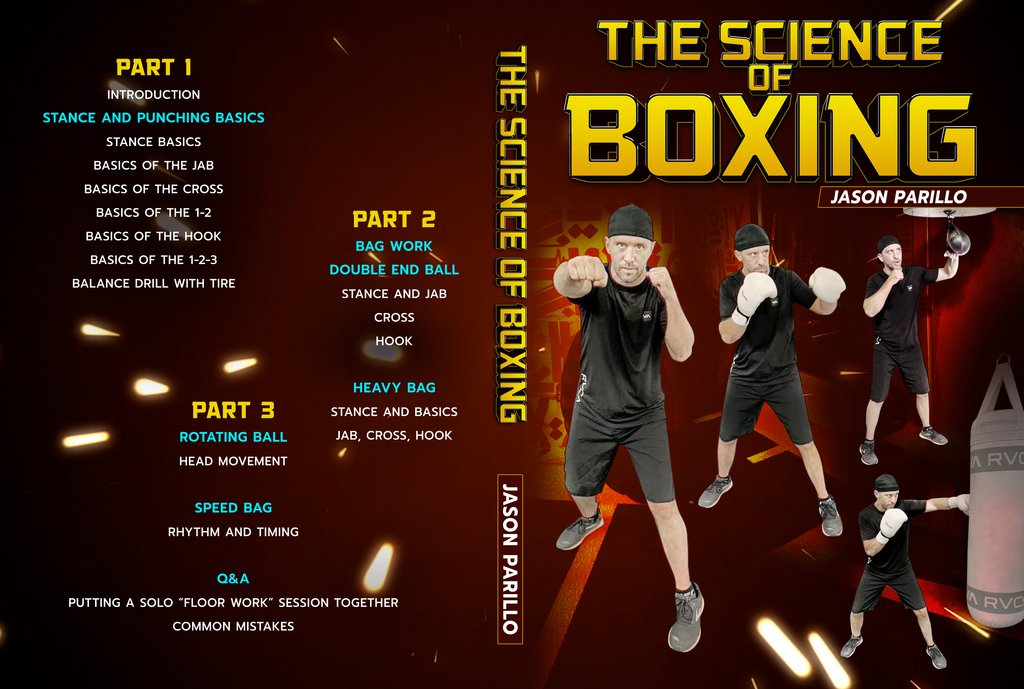 PART 1
INTRODUCTION
STANCE AND PUNCHING BASICS
STANCE BASICS
BASICS OF THE JAB
BASICS OF THE CROSS
BASICS OF THE 1-2
BASICS OF THE HOOK
BASICS OF THE 1-2-3
BALANCE DRILL WITH TIRE
PART 2
BAG WORK
DOUBLE END BALL
STANCE AND JAB
CROSS
HOOK
HEAVY BAG
STANCE AND BASICS
JAB, CROSS, HOOK
PART 3
ROTATING BALL
HEAD MOVEMENT
SPEED BAG
RHYTHM AND TIMING
Q&A
PUTTING A SOLO "FLOOR WORK" SESSION TOGETHER
COMMON MISTAKES
THE SCIENCE OF BOXING
JASON PARILLO
THE SCIENCE
OF
BOXING
JASON PARILLO
RVC
RVC